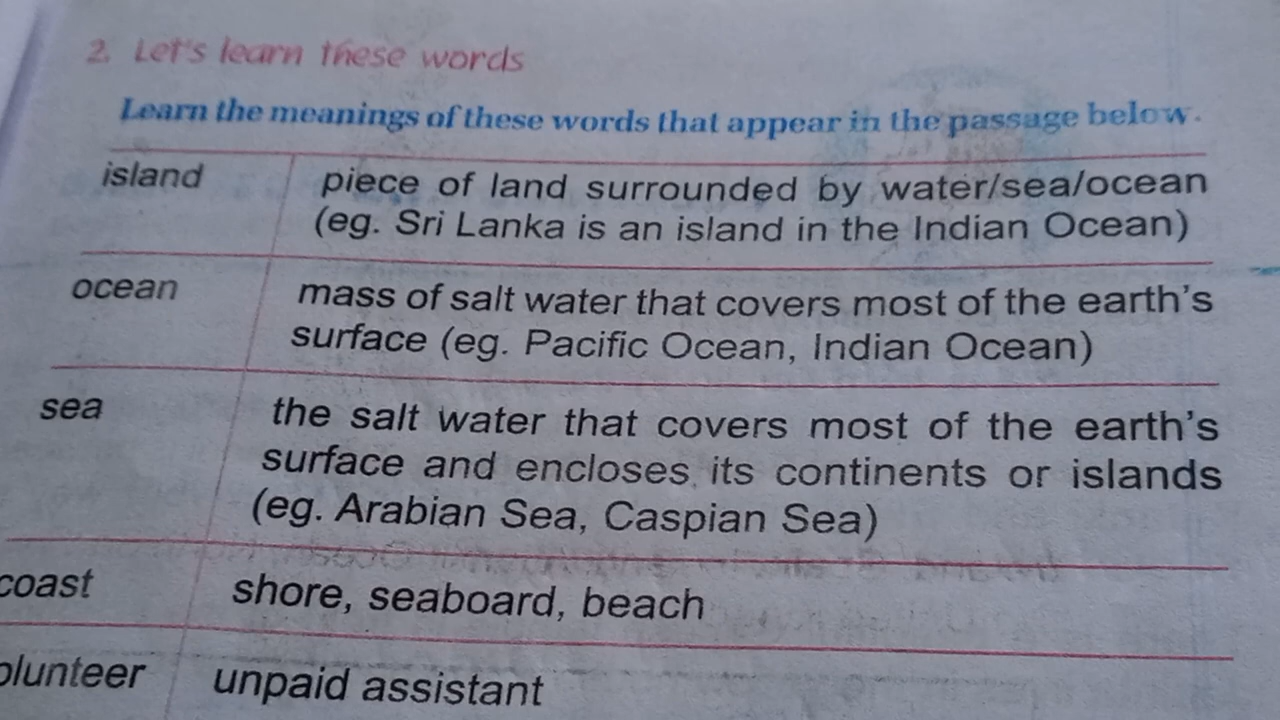 2. Let's learn these words
Learn the meanings of these words that appear in the passage below.
island piece of land surrounded by water/sea/ocean
(eg. Sri Lanka is an island in the Indian Ocean)
ocean mass of salt water that covers most of the earth's
surface (eg. Pacific Ocean, Indian Ocean)
sea the salt water that covers most of the earth's
surface and encloses its continents or islands
(eg. Arabian Sea, Caspian Sea)
coast shore, seaboard, beach
olunteer unpaid assistant